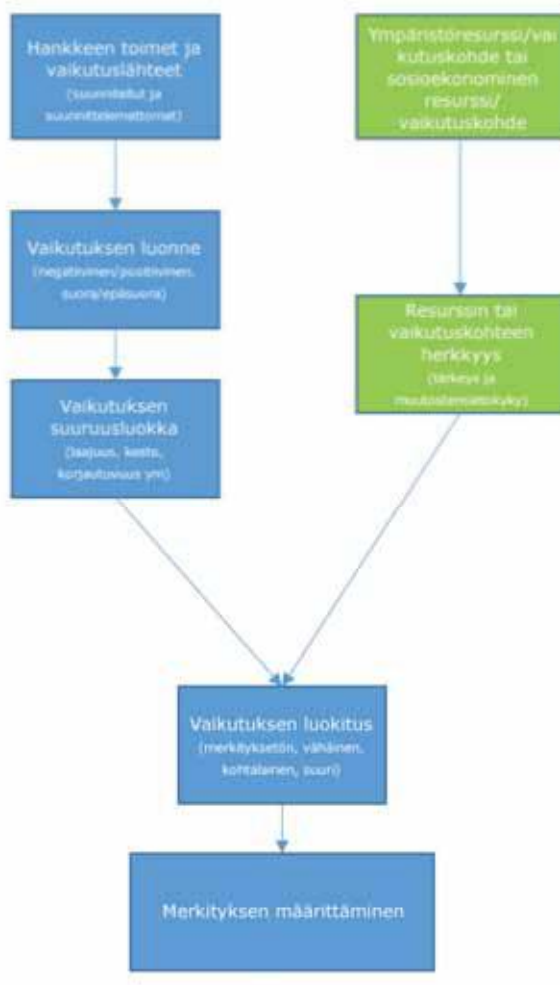 Hankkeen toimet ja
vaikutuslähteet
(suunnitellut ja
suunnittelemattomat)
Vaikutuksen luonne
(negatiivinen/positiivinen,
suora/epäsuora)
Vaikutuksen
suuruusluokka
(laajuus, kesto,
korjautuvuus ym)
Ympäristöresurssi/vai
kutuskohde tai
sosioekonominen
resurssi/
vaikutuskohde
Resurssin tai
vaikutuskohteen
herkkyys
(tärkeys ja
muutoksensietokyky)
Vaikutuksen luokitus
(merkityksetön, vähäinen,
kohtalainen, suuri)
Merkityksen määrittäminen